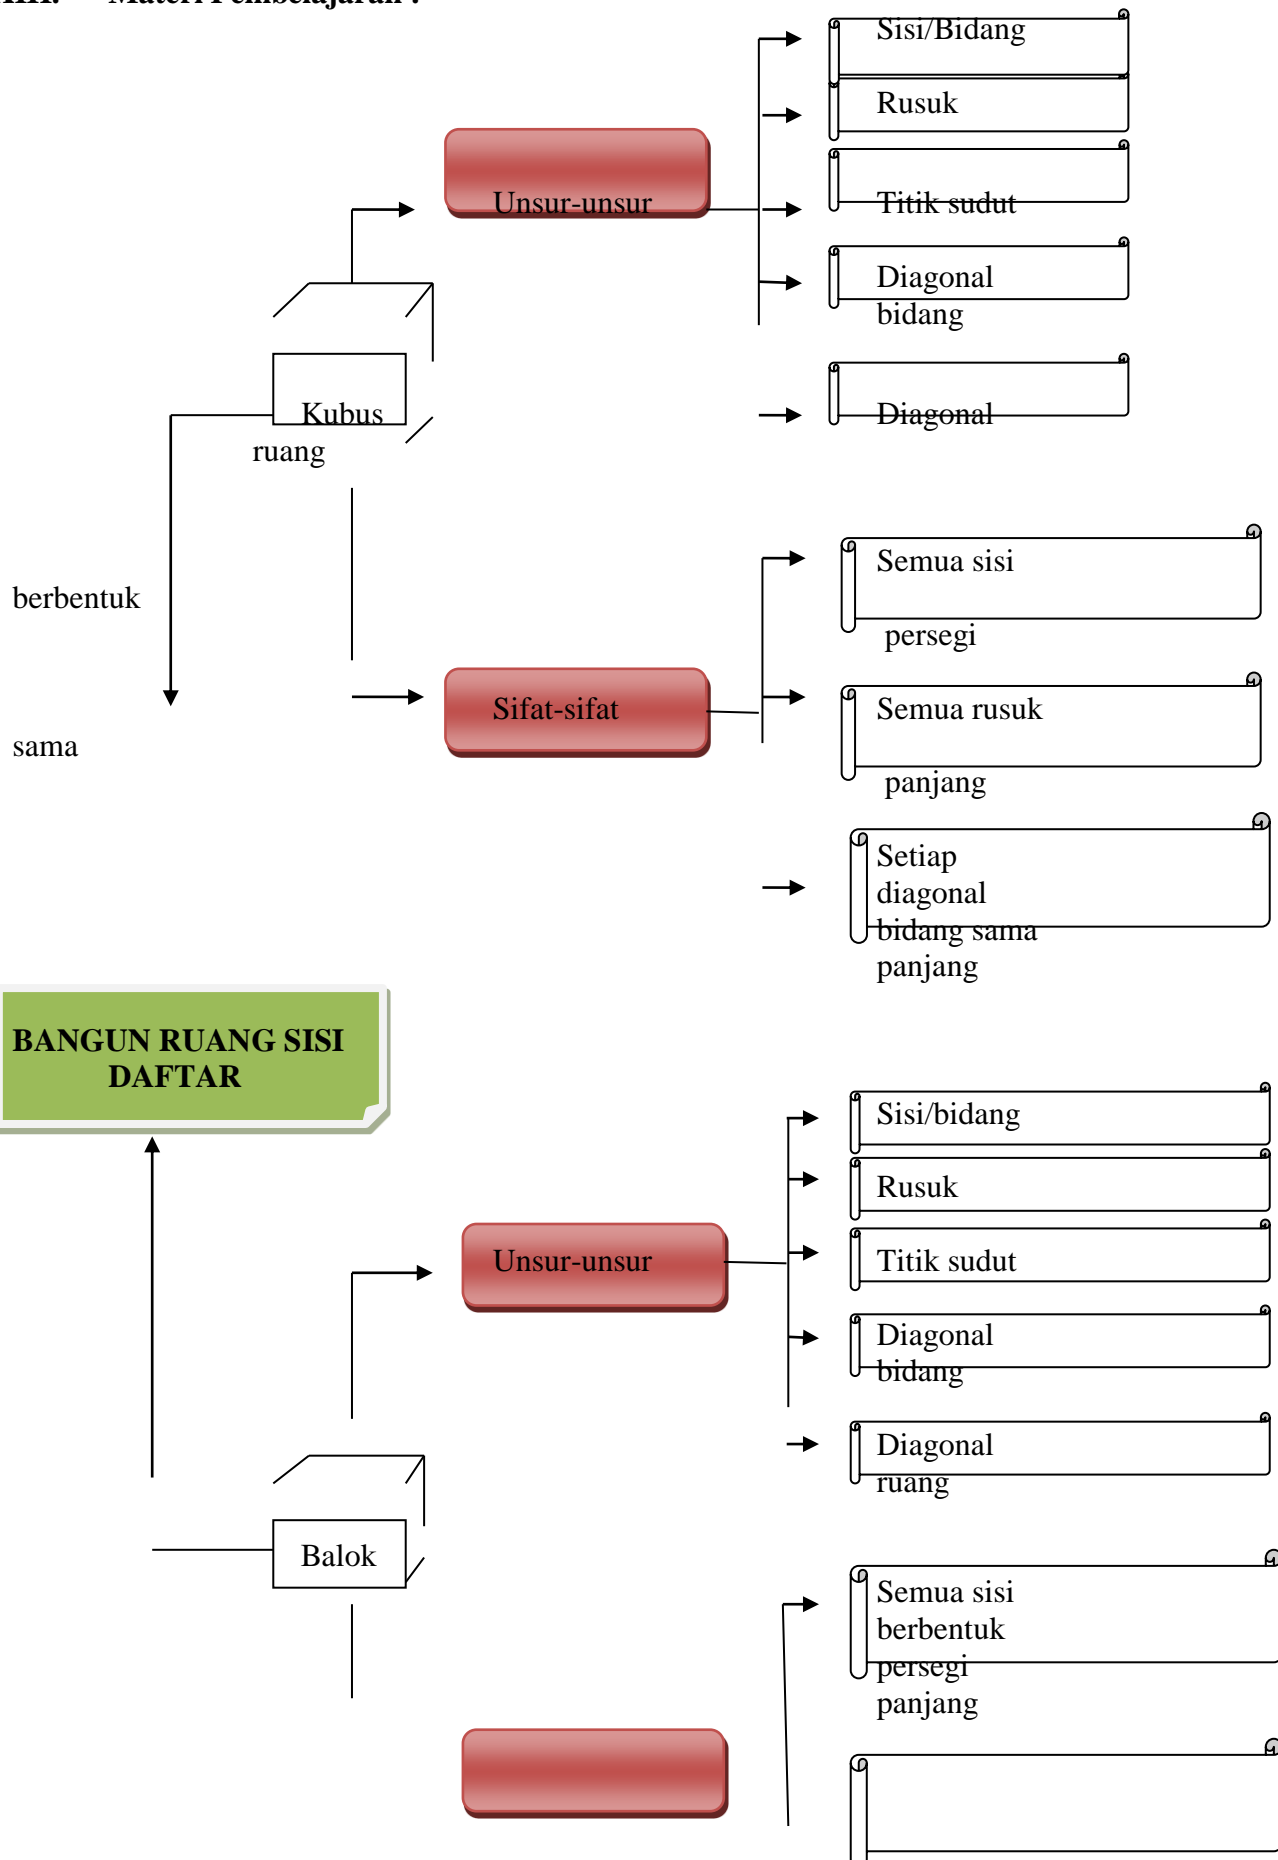 Materi Pembelajaran :
Sisi/Bidang
Rusuk
Unsur-unsur
Titik sudut
Diagonal
bidang
Kubus
Diagonal
ruang
Semua sisi
berbentuk
persegi
Sifat-sifat
Semua rusuk
sama
panjang
Setiap
diagonal
bidang sama
panjang
BANGUN RUANG SISI
DAFTAR
Sisi/bidang
Rusuk
Unsur-unsur
Titik sudut
Diagonal
bidang
Diagonal
ruang
Balok
Semua sisi
berbentuk
persegi
panjang